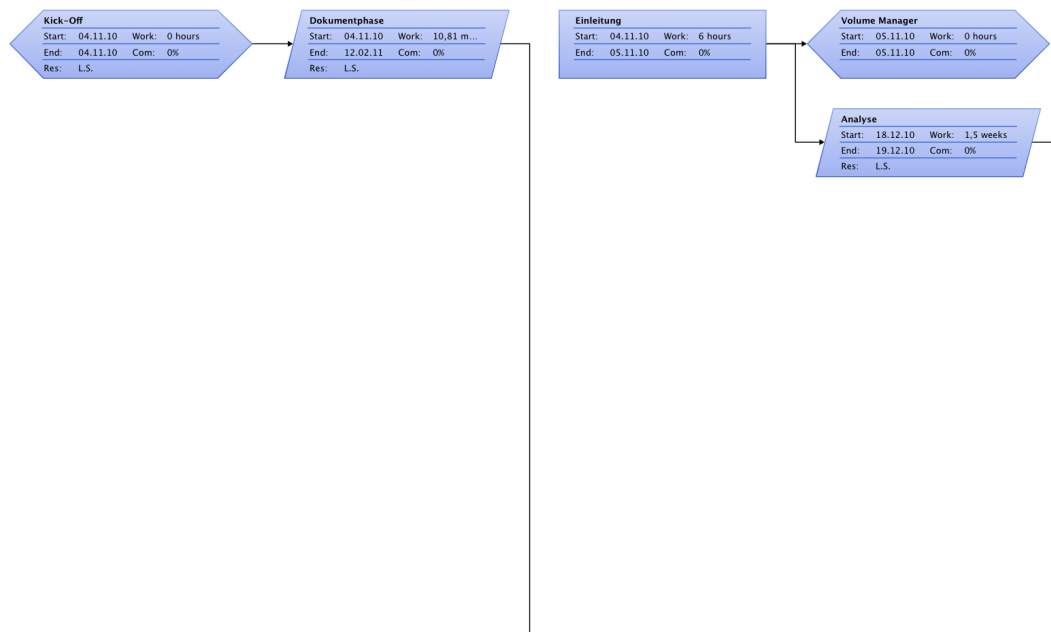 Kick-Off
Start: 04.11.10 Work: 0 hours
End: 04.11.10 Com: 0%
Res: L.S.
Dokumentphase
Start: 04.11.10 Work: 10,81 m...
End: 12.02.11 Com: 0%
Res: L.S.
Einleitung
Start: 04.11.10 Work: 6 hours
End: 05.11.10 Com: 0%
Volume Manager
Start: 05.11.10 Work: 0 hours
End: 05.11.10 Com: 0%
Analyse
Start: 18.12.10 Work: 1,5 weeks
End: 19.12.10 Com: 0%
Res: L.S.